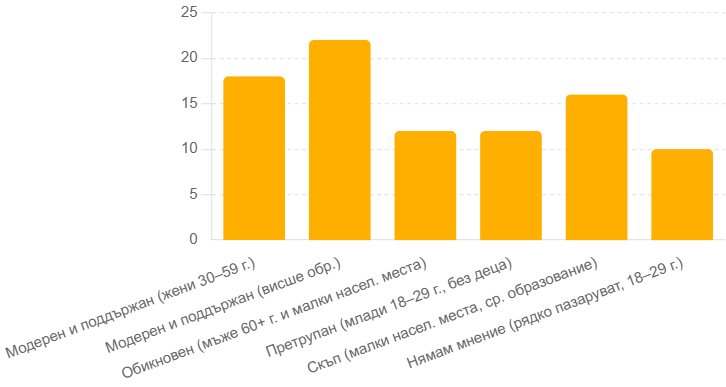 25
20
15
10
5
0
Модерен и поддържан (жени 30–59 г.)
Модерен и поддържан (висше обр.)
Обикновен (мъже 60+ г. и малки насел. места)
Претрупан (млади 18–29 г., без деца)
Скъп (малки насел. места, ср. образование)
Нямам мнение (рядко пазаруват, 18–29 г.)